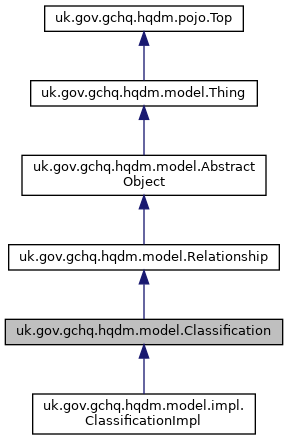 uk.gov.gchq.hqdm.pojo.Top
uk.gov.gchq.hqdm.model.Thing
uk.gov.gchq.hqdm.model.Abstract
Object
uk.gov.gchq.hqdm.model.Relationship
uk.gov.gchq.hqdm.model.Classification
uk.gov.gchq.hqdm.model.impl.
ClassificationImpl